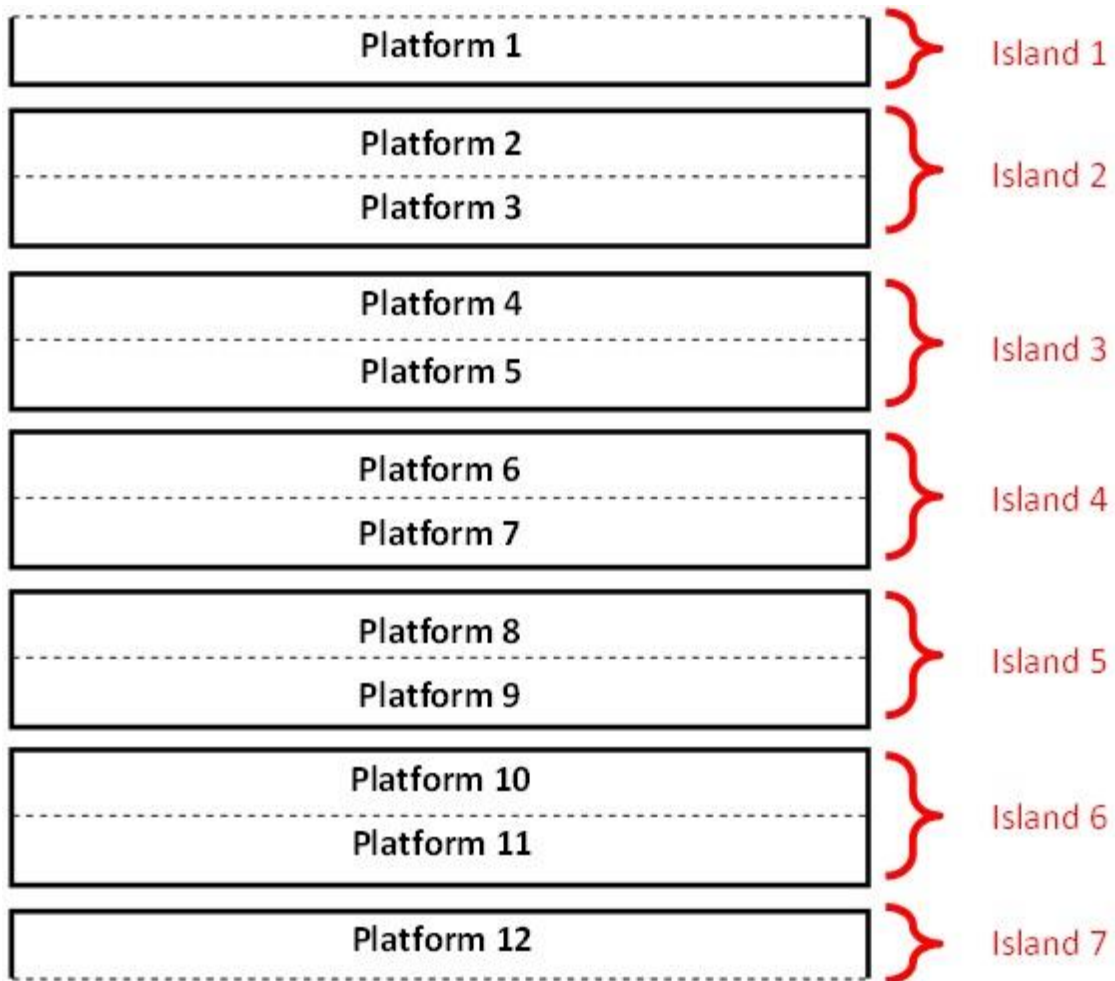 Platform 1
Island 1
Platform 2
Island 2
Platform 3
Platform 4
Island 3
Platform 5
Platform 6
Island 4
Platform 7
Platform 8
Island 5
Platform 9
Platform 10
Island 6
Platform 11
Platform 12
Island 7